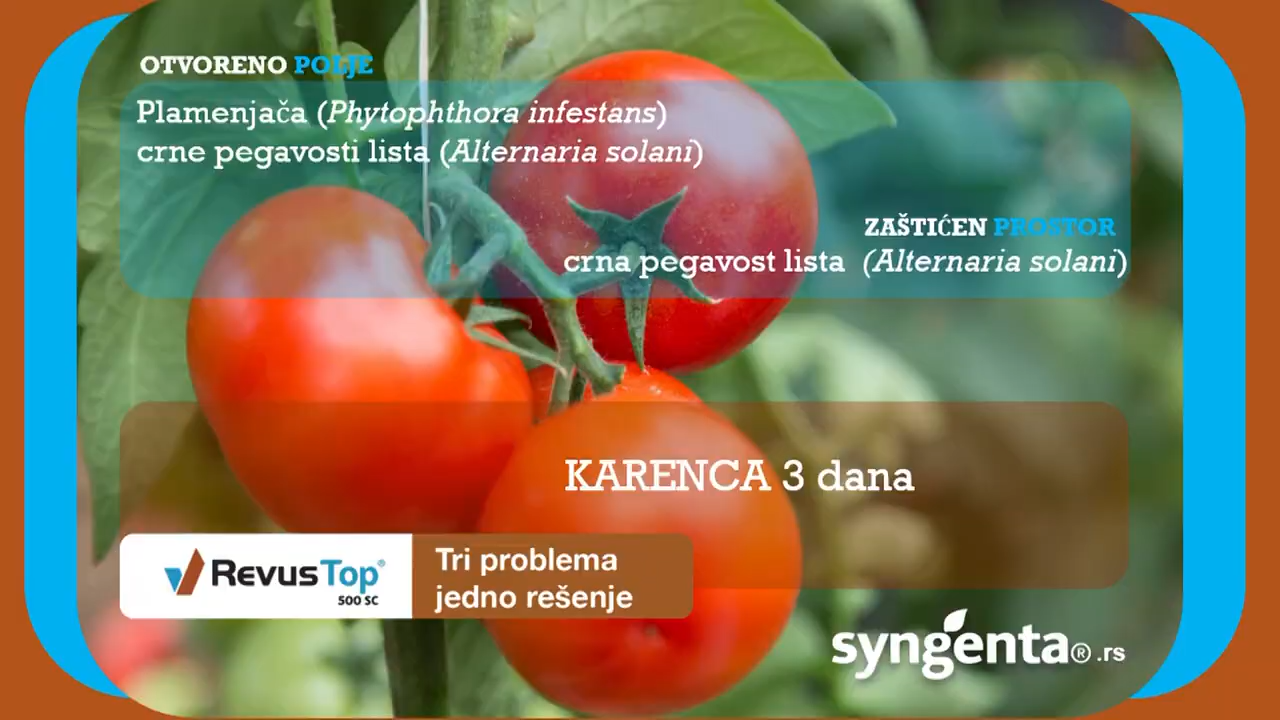 OTVORENO POLJE
Plamenjača (Phytophthora infestans)
crne pegavosti lista (Alternaria solani)
ZAŠTIĆEN PROSTOR
crna pegavost lista (Alternaria solani)
KARENCA 3 dana
RevusTop®
500 SC
Tri problema
jedno rešenje
syngenta® .rs